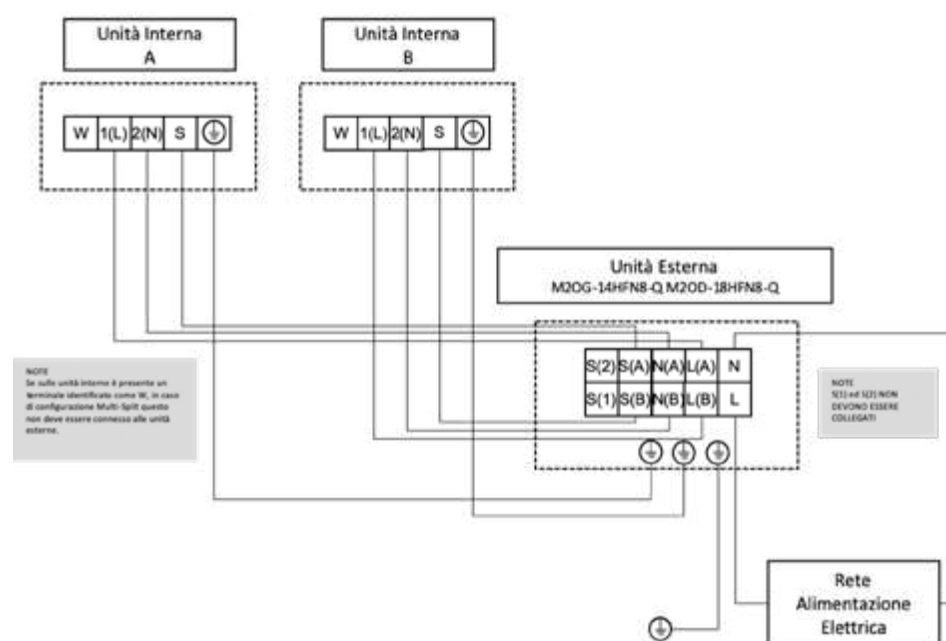 Unità Interna
A
Unità Interna
B
W 1(L) 2(N) S
W 1(L) 2(N) S
Unità Esterna
M2OG-14HFN8-Q M2OD-18HFN8-Q
S(2) S(A) N(A) L(A) N
S(1) S(B) N(B) L(B) L
NOTE
Se sulle unità interne è presente un
terminale identificato come W, in caso
di configurazione Multi-Split questo
non deve essere connesso alle unità
esterne.
NOTE
S(1) ed S(2) NON
DEVONO ESSERE
COLLEGATI
Rete
Alimentazione
Elettrica